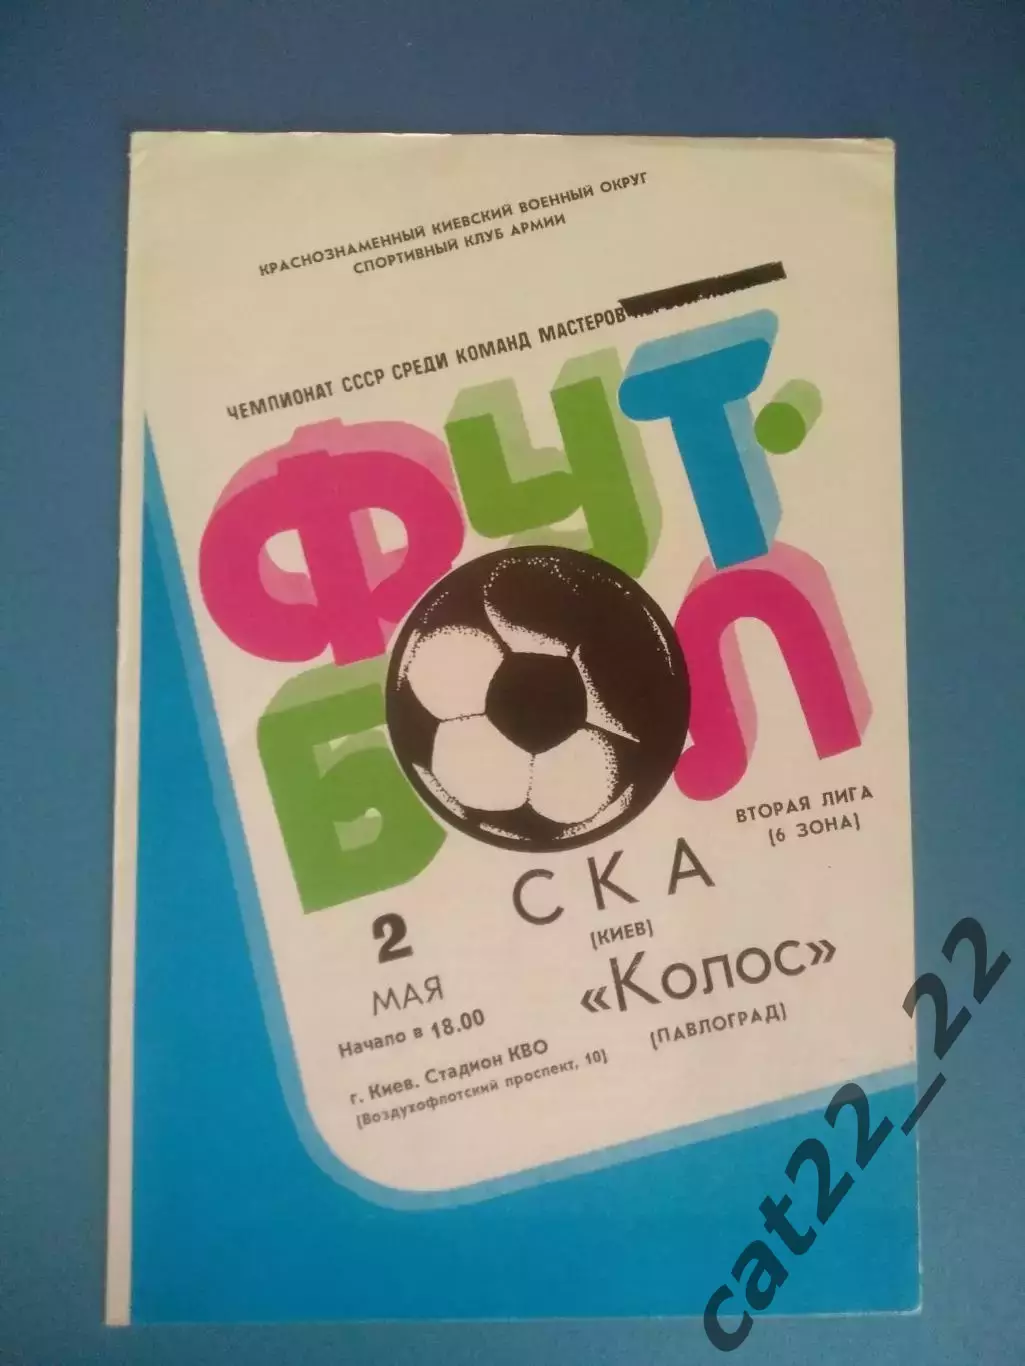 КРАСНОЗНАМЕННЫЙ КИЕВСКИЙ ВОЕННЫЙ ОКРУГ
СПОРТИВНЫЙ КЛУБ АРМИИ
ЧЕМПИОНАТ СССР СРЕДИ КОМАНД МАСТЕРОВ
ФУТ·
БОЛ
ВТОРАЯ ЛИГА
[6 ЗОНА]
СКА
[КИЕВ]
«Колос»
[ПАВЛОГРАД]
2
МАЯ
Начало в 18.00
г. Киев. Стадион КВО
[Воздухофлотский проспект, 10]
cat22_22